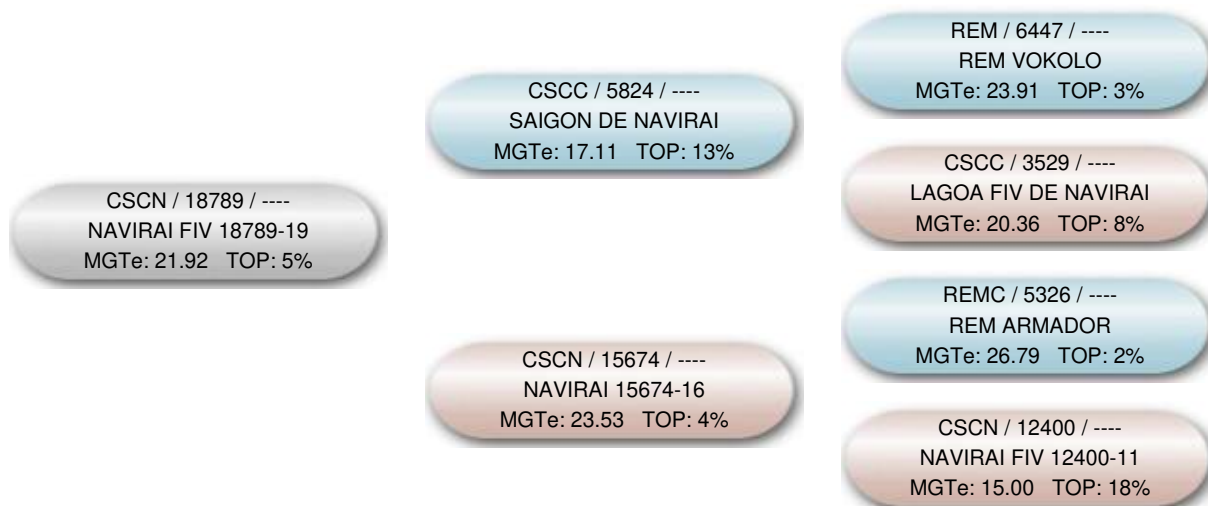 CSCN / 18789 / ----
NAVIRAI FIV 18789-19
MGTe: 21.92 TOP: 5%
CSCC / 5824 / ----
SAIGON DE NAVIRAI
MGTe: 17.11 TOP: 13%
CSCN / 15674 / ----
NAVIRAI 15674-16
MGTe: 23.53 TOP: 4%
REM / 6447 / ----
REM VOKOLO
MGTe: 23.91 TOP: 3%
CSCC / 3529 / ----
LAGOA FIV DE NAVIRAI
MGTe: 20.36 TOP: 8%
REMC / 5326 / ----
REM ARMADOR
MGTe: 26.79 TOP: 2%
CSCN / 12400 / ----
NAVIRAI FIV 12400-11
MGTe: 15.00 TOP: 18%